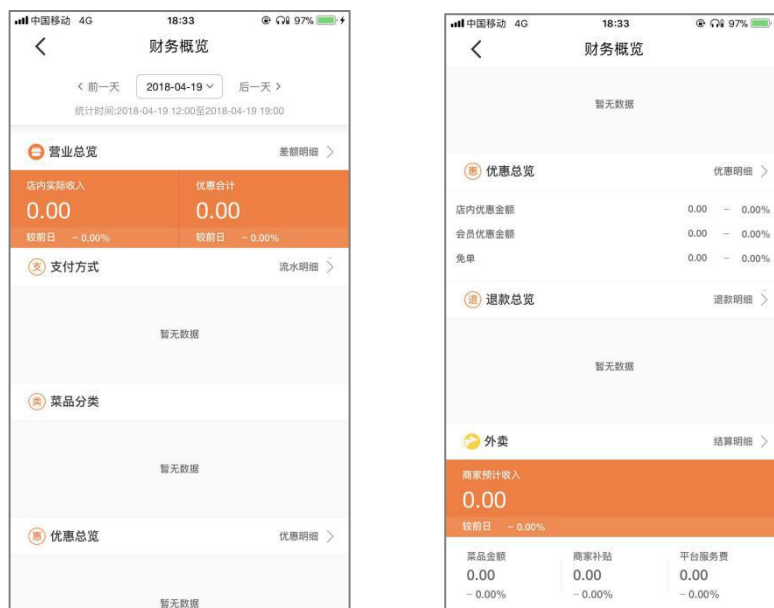 中国移动 4G 18:33 97%
财务概览
< 前一天 2018-04-19 后一天 >
统计时间:2018-04-19 12:00至2018-04-19 19:00
营业总览 差额明细 >
店内实际收入 优惠合计
0.00 0.00
较前日 – 0.00% 较前日 – 0.00%
支 支付方式 流水明细 >
暂无数据
类 菜品分类
暂无数据
惠 优惠总览 优惠明细 >
暂无数据
中国移动 4G 18:33 97%
财务概览
暂无数据
惠 优惠总览 优惠明细 >
店内优惠金额 0.00 – 0.00%
会员优惠金额 0.00 – 0.00%
免单 0.00 – 0.00%
退 退款总览 退款明细 >
暂无数据
外卖 结算明细 >
商家预计收入
0.00
较前日 – 0.00%
菜品金额 商家补贴 平台服务费
0.00 0.00 0.00
– 0.00% – 0.00% – 0.00%